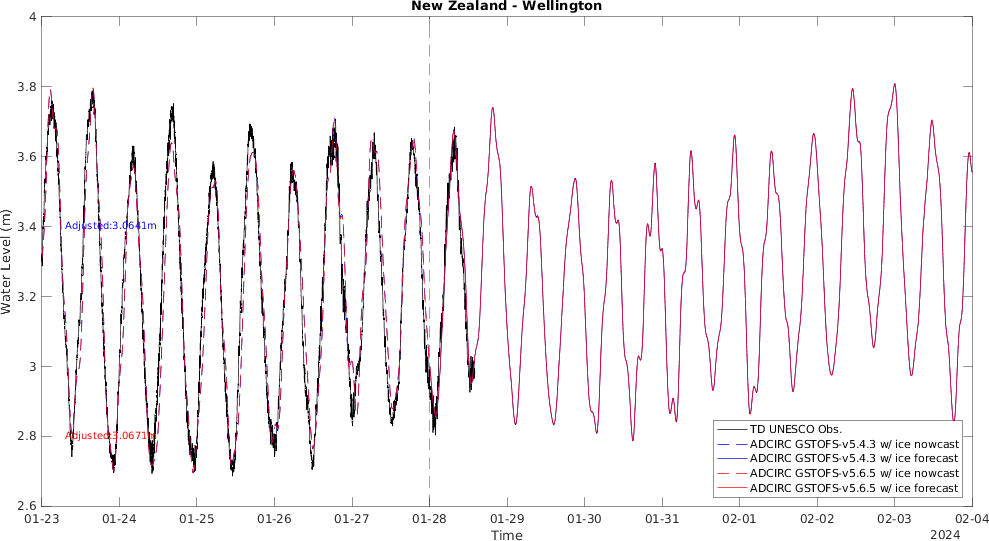 New Zealand - Wellington
4
3.8
3.6
3.4
3.2
3
2.8
2.6
Water Level (m)
Adjusted:3.0641m
Adjusted:3.0671m
TD UNESCO Obs.
ADCIRC GSTOFS-v5.4.3 w/ ice nowcast
ADCIRC GSTOFS-v5.4.3 w/ ice forecast
ADCIRC GSTOFS-v5.6.5 w/ ice nowcast
ADCIRC GSTOFS-v5.6.5 w/ ice forecast
01-23 01-24 01-25 01-26 01-27 01-28 01-29 01-30 01-31 02-01 02-02 02-03 02-04
Time
2024